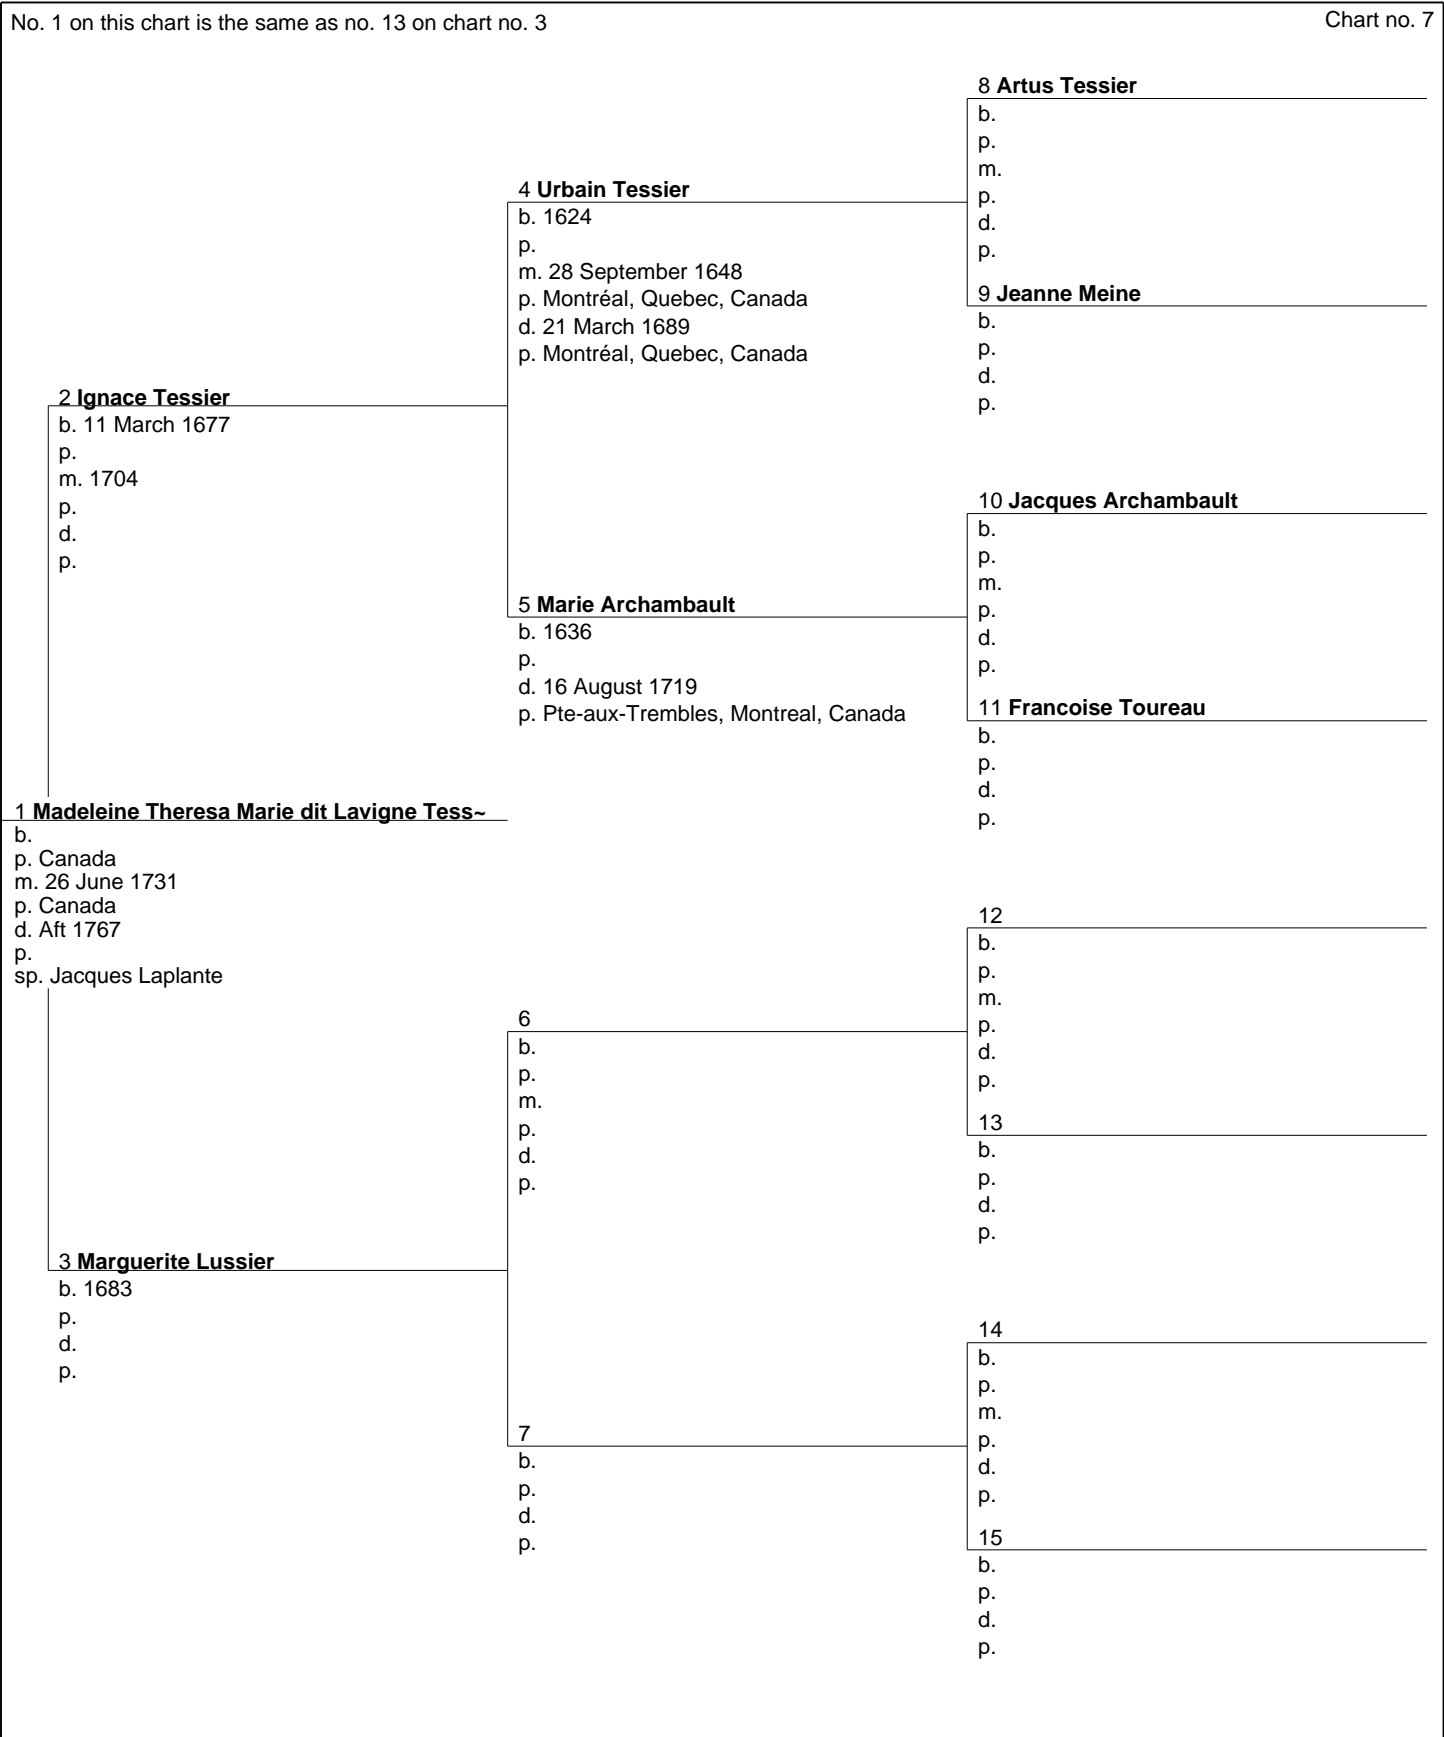 No. 1 on this chart is the same as no. 13 on chart no. 3
Chart no. 7
8 Artus Tessier
b.
p.
m.
p.
d.
p.
4 Urbain Tessier
b. 1624
p.
m. 28 September 1648
p. Montréal, Quebec, Canada
d. 21 March 1689
p. Montréal, Quebec, Canada
9 Jeanne Meine
b.
p.
d.
p.
2 Ignace Tessier
b. 11 March 1677
p.
m. 1704
p.
d.
p.
10 Jacques Archambault
b.
p.
m.
p.
d.
p.
5 Marie Archambault
b. 1636
p.
d. 16 August 1719
p. Pte-aux-Trembles, Montreal, Canada
11 Francoise Toureau
b.
p.
d.
p.
1 Madeleine Theresa Marie dit Lavigne Tess~
b.
p. Canada
m. 26 June 1731
p. Canada
d. Aft 1767
p.
sp. Jacques Laplante
12
b.
p.
m.
p.
d.
p.
6
b.
p.
m.
p.
d.
p.
13
b.
p.
d.
p.
3 Marguerite Lussier
b. 1683
p.
d.
p.
14
b.
p.
m.
p.
d.
p.
7
b.
p.
d.
p.
15
b.
p.
d.
p.